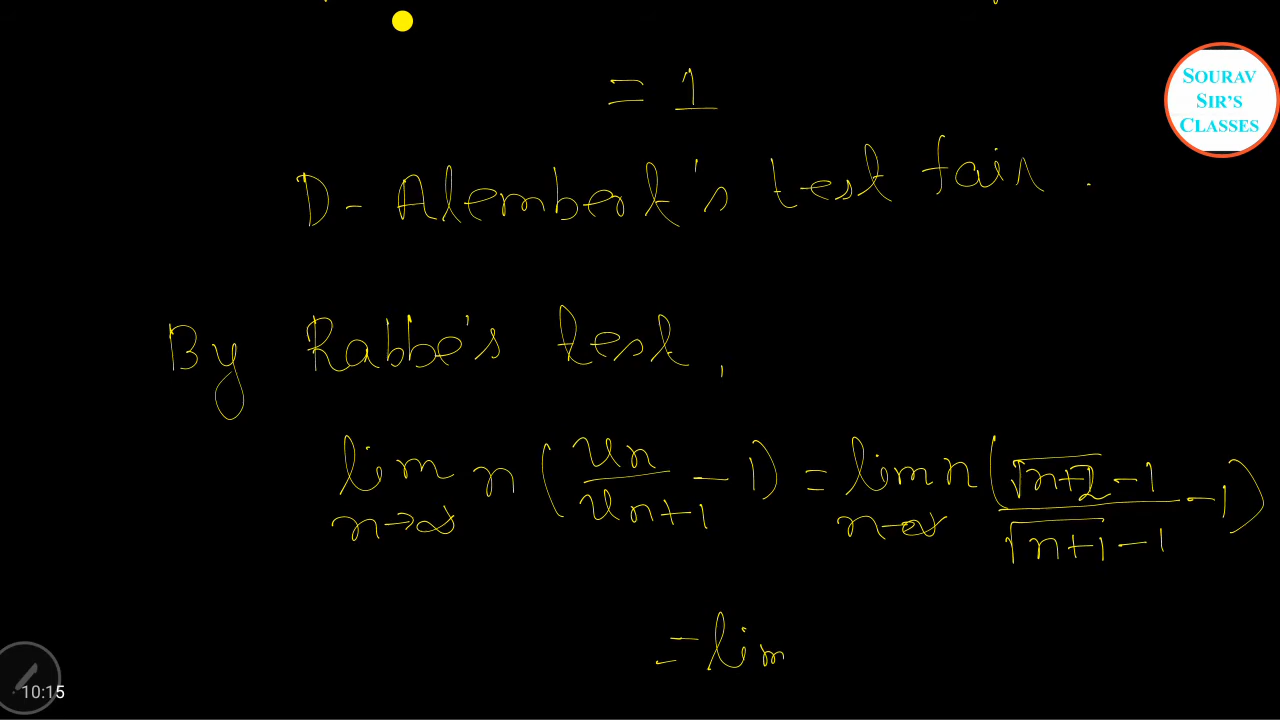 = 1
SOURAV
SIR'S
CLASSES
D-Alembert's test fail.
By Rabbe's test,
lim n→∞ n (un/un+1 - 1) = lim n→∞ n (√n+2 - 1/√n+1 - 1 - 1)
= lim
10:15